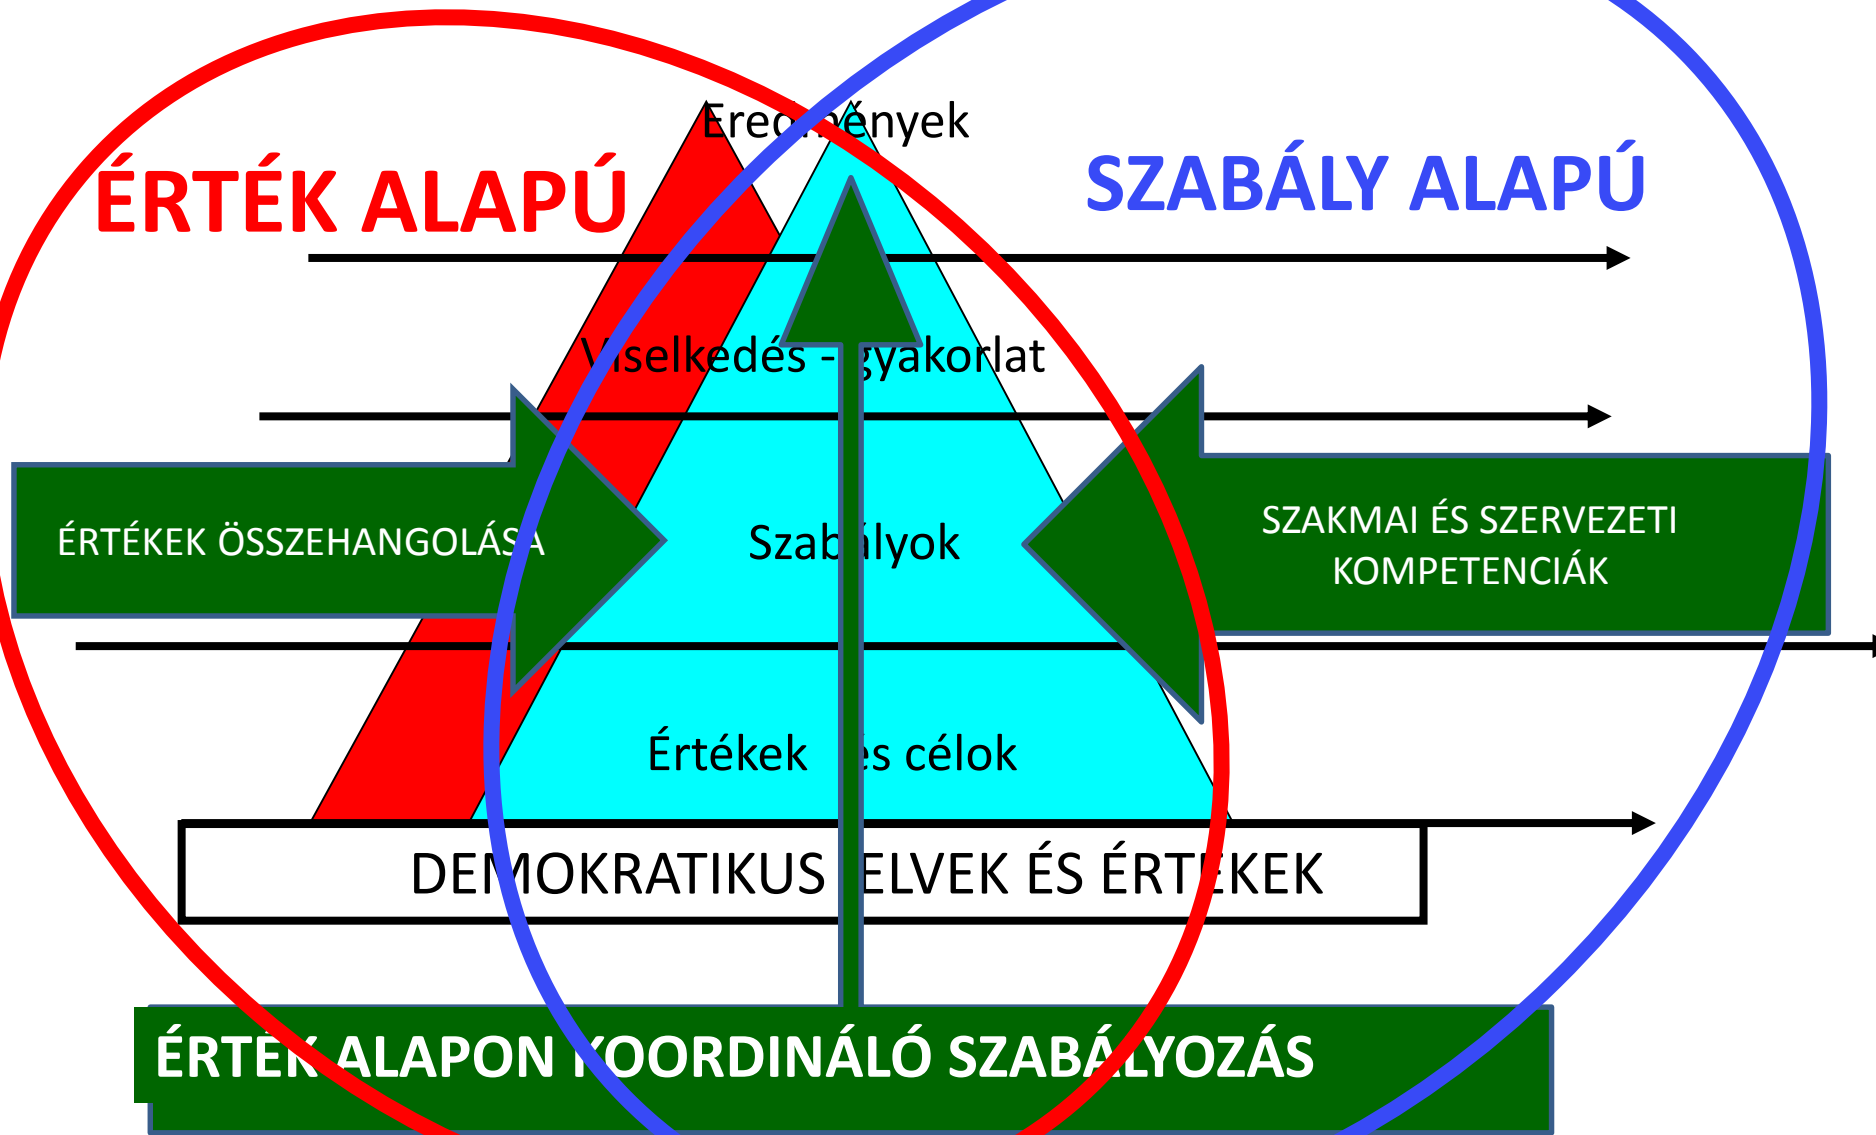 Eredmények
ÉRTÉK ALAPÚ
SZABÁLY ALAPÚ
Viselkedés - gyakorlat
ÉRTÉKEK ÖSSZEHANGOLÁSA
Szabályok
SZAKMAI ÉS SZERVEZETI
KOMPETENCIÁK
Értékek és célok
DEMOKRATIKUS ELVEK ÉS ÉRTÉKEK
ÉRTÉK ALAPON KOORDINÁLÓ SZABÁLYOZÁS